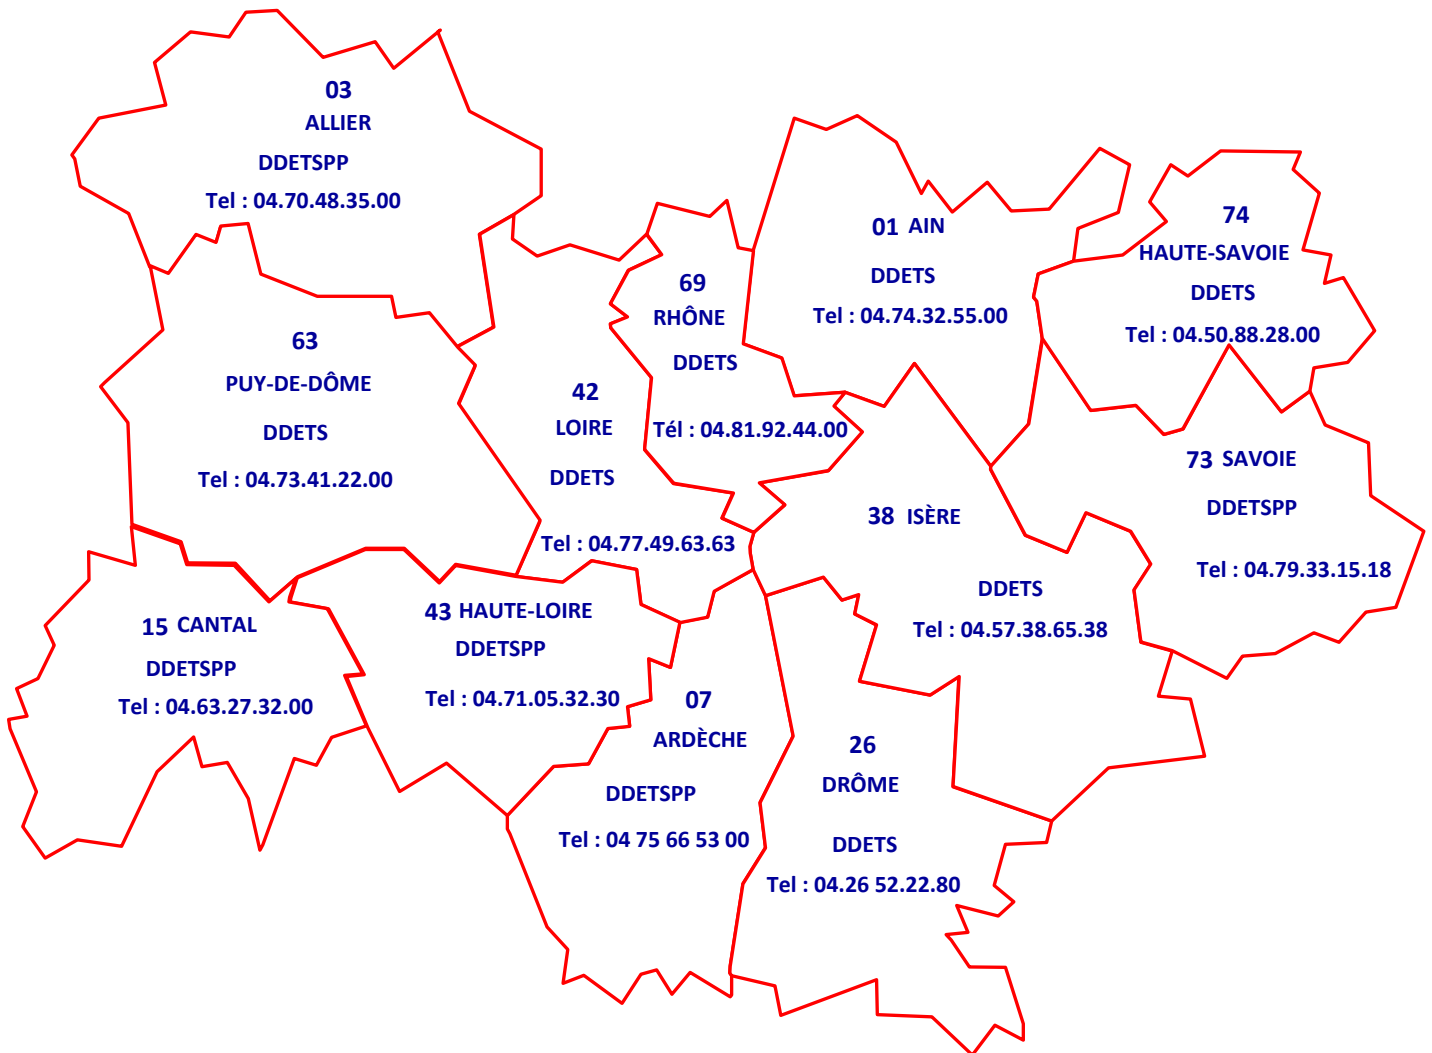 03
ALLIER
DDETSPP
Tel : 04.70.48.35.00
01 AIN
DDETS
Tel : 04.74.32.55.00
74
HAUTE-SAVOIE
DDETS
Tel : 04.50.88.28.00
69
RHÔNE
DDETS
Tél : 04.81.92.44.00
63
PUY-DE-DÔME
DDETS
Tel : 04.73.41.22.00
42
LOIRE
DDETS
Tel : 04.77.49.63.63
73 SAVOIE
DDETSPP
Tel : 04.79.33.15.18
38 ISÈRE
DDETS
Tel : 04.57.38.65.38
15 CANTAL
DDETSPP
Tel : 04.63.27.32.00
43 HAUTE-LOIRE
DDETSPP
Tel : 04.71.05.32.30
07
ARDÈCHE
DDETSPP
Tel : 04 75 66 53 00
26
DRÔME
DDETS
Tel : 04.26 52.22.80